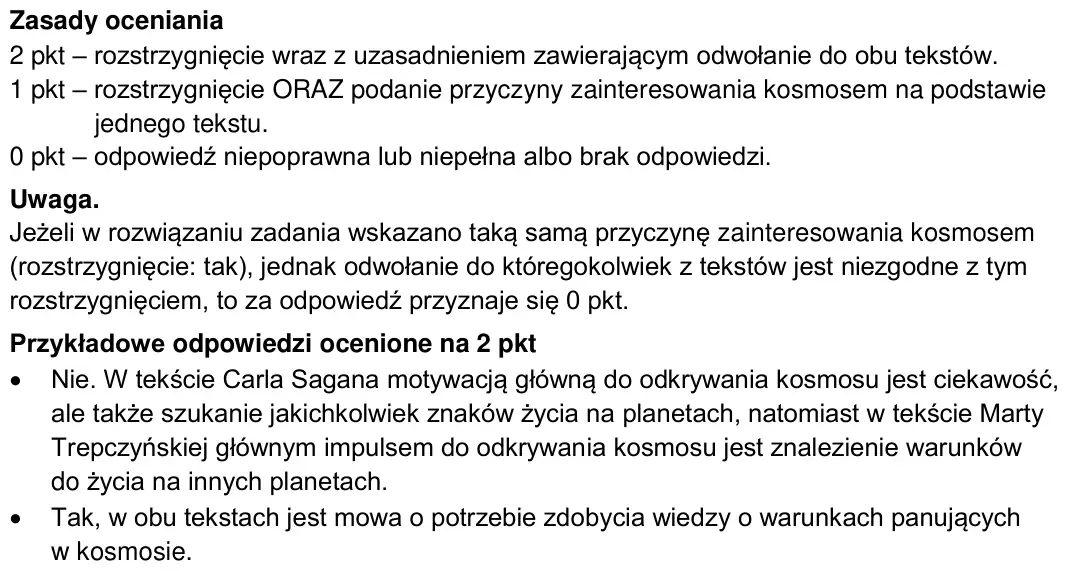 Zasady oceniania
2 pkt – rozstrzygnięcie wraz z uzasadnieniem zawierającym odwołanie do obu tekstów.
1 pkt – rozstrzygnięcie ORAZ podanie przyczyny zainteresowania kosmosem na podstawie
jednego tekstu.
0 pkt – odpowiedź niepoprawna lub niepełna albo brak odpowiedzi.
Uwaga.
Jeżeli w rozwiązaniu zadania wskazano taką samą przyczynę zainteresowania kosmosem
(rozstrzygnięcie: tak), jednak odwołanie do któregokolwiek z tekstów jest niezgodne z tym
rozstrzygnięciem, to za odpowiedź przyznaje się 0 pkt.
Przykładowe odpowiedzi ocenione na 2 pkt
• Nie. W tekście Carla Sagana motywacją główną do odkrywania kosmosu jest ciekawość,
ale także szukanie jakichkolwiek znaków życia na planetach, natomiast w tekście Marty
Trepczyńskiej głównym impulsem do odkrywania kosmosu jest znalezienie warunków
do życia na innych planetach.
• Tak, w obu tekstach jest mowa o potrzebie zdobycia wiedzy o warunkach panujących
w kosmosie.